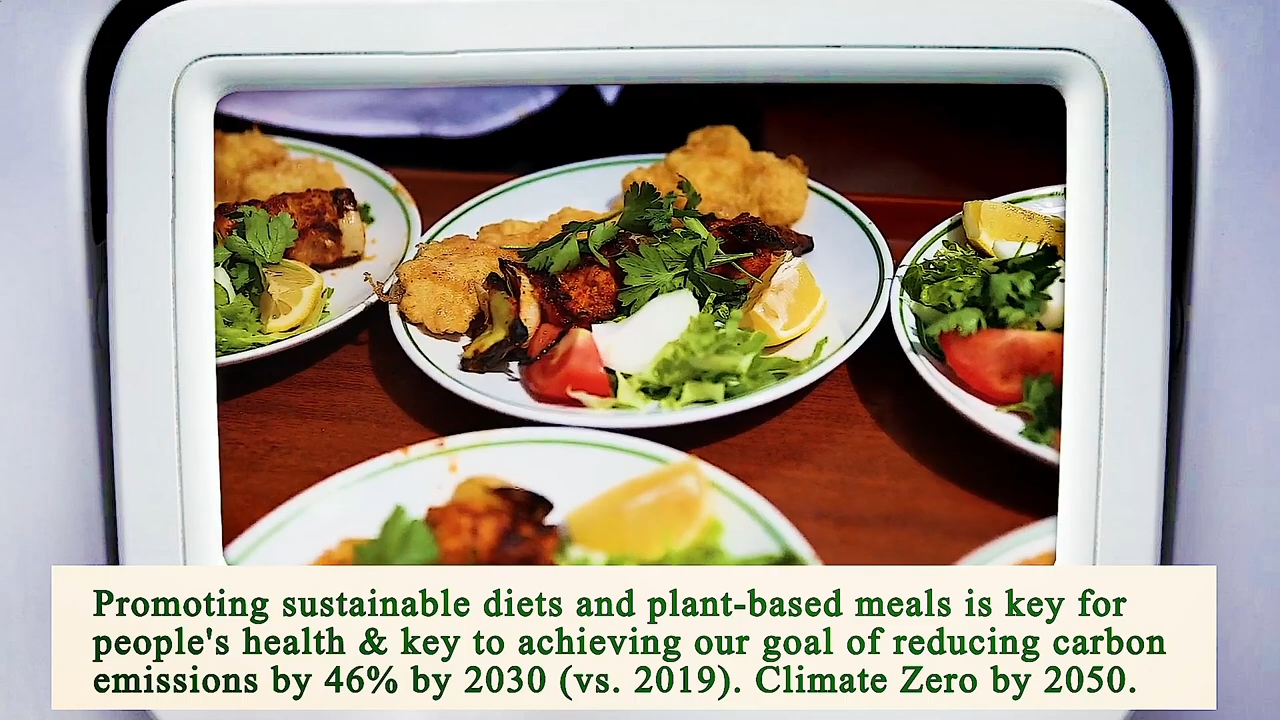 Promoting sustainable diets and plant-based meals is key for
people's health & key to achieving our goal of reducing carbon
emissions by 46% by 2030 (vs. 2019). Climate Zero by 2050.